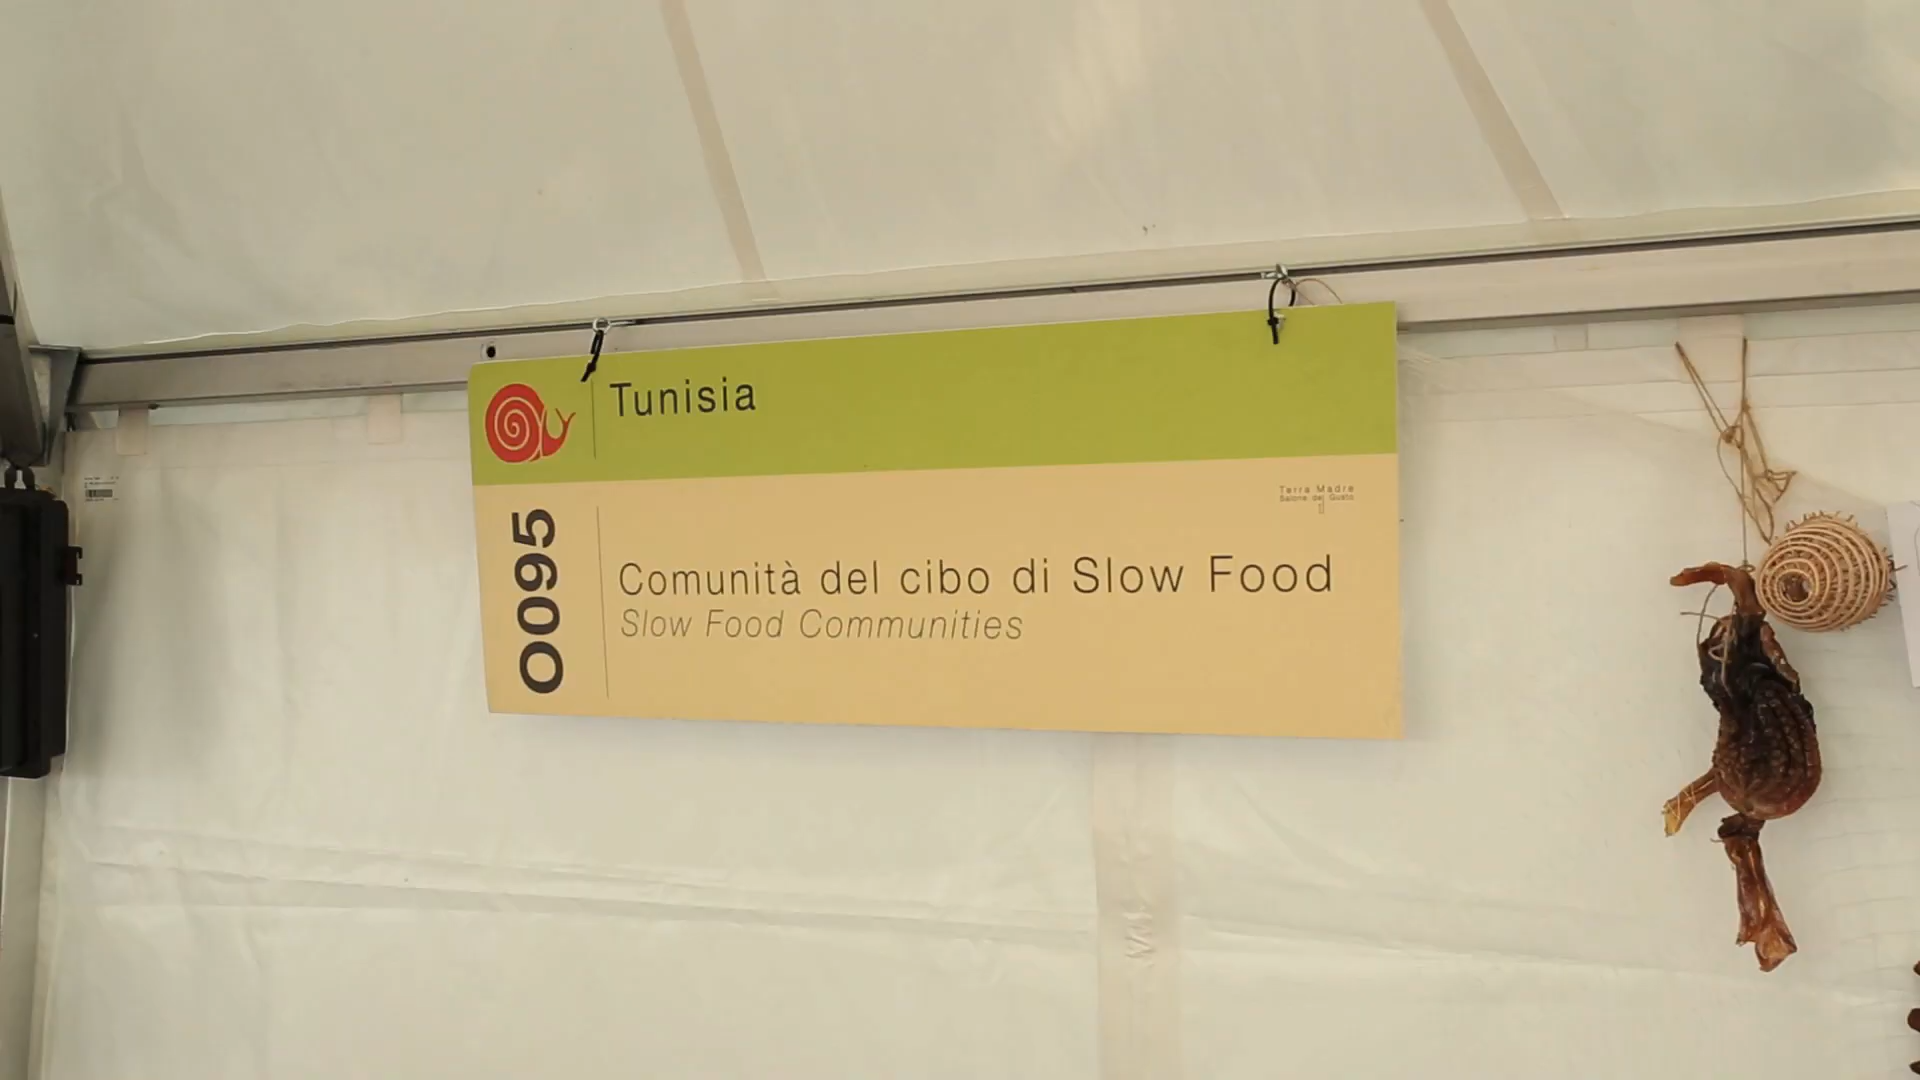 Tunisia
Terra Madre
Salone del Gusto
O095
Comunità del cibo di Slow Food
Slow Food Communities